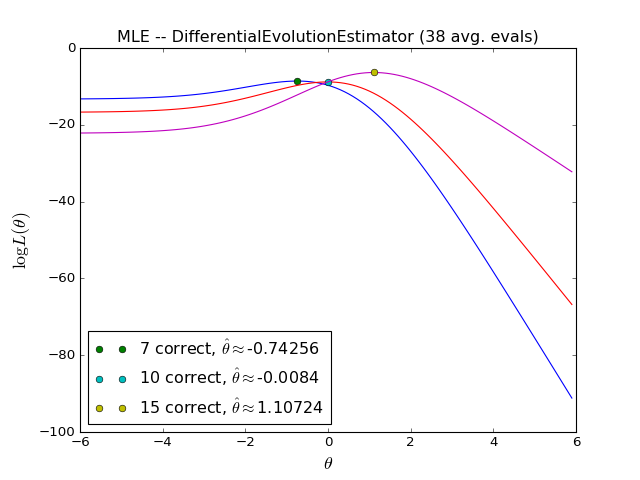 MLE -- DifferentialEvolutionEstimator (38 avg. evals)
0
−20
−40
−60
−80
−100
log L(θ)
7 correct, θ̂≈-0.74256
10 correct, θ̂≈-0.0084
15 correct, θ̂≈1.10724
−6
−4
−2
0
2
4
6
θ